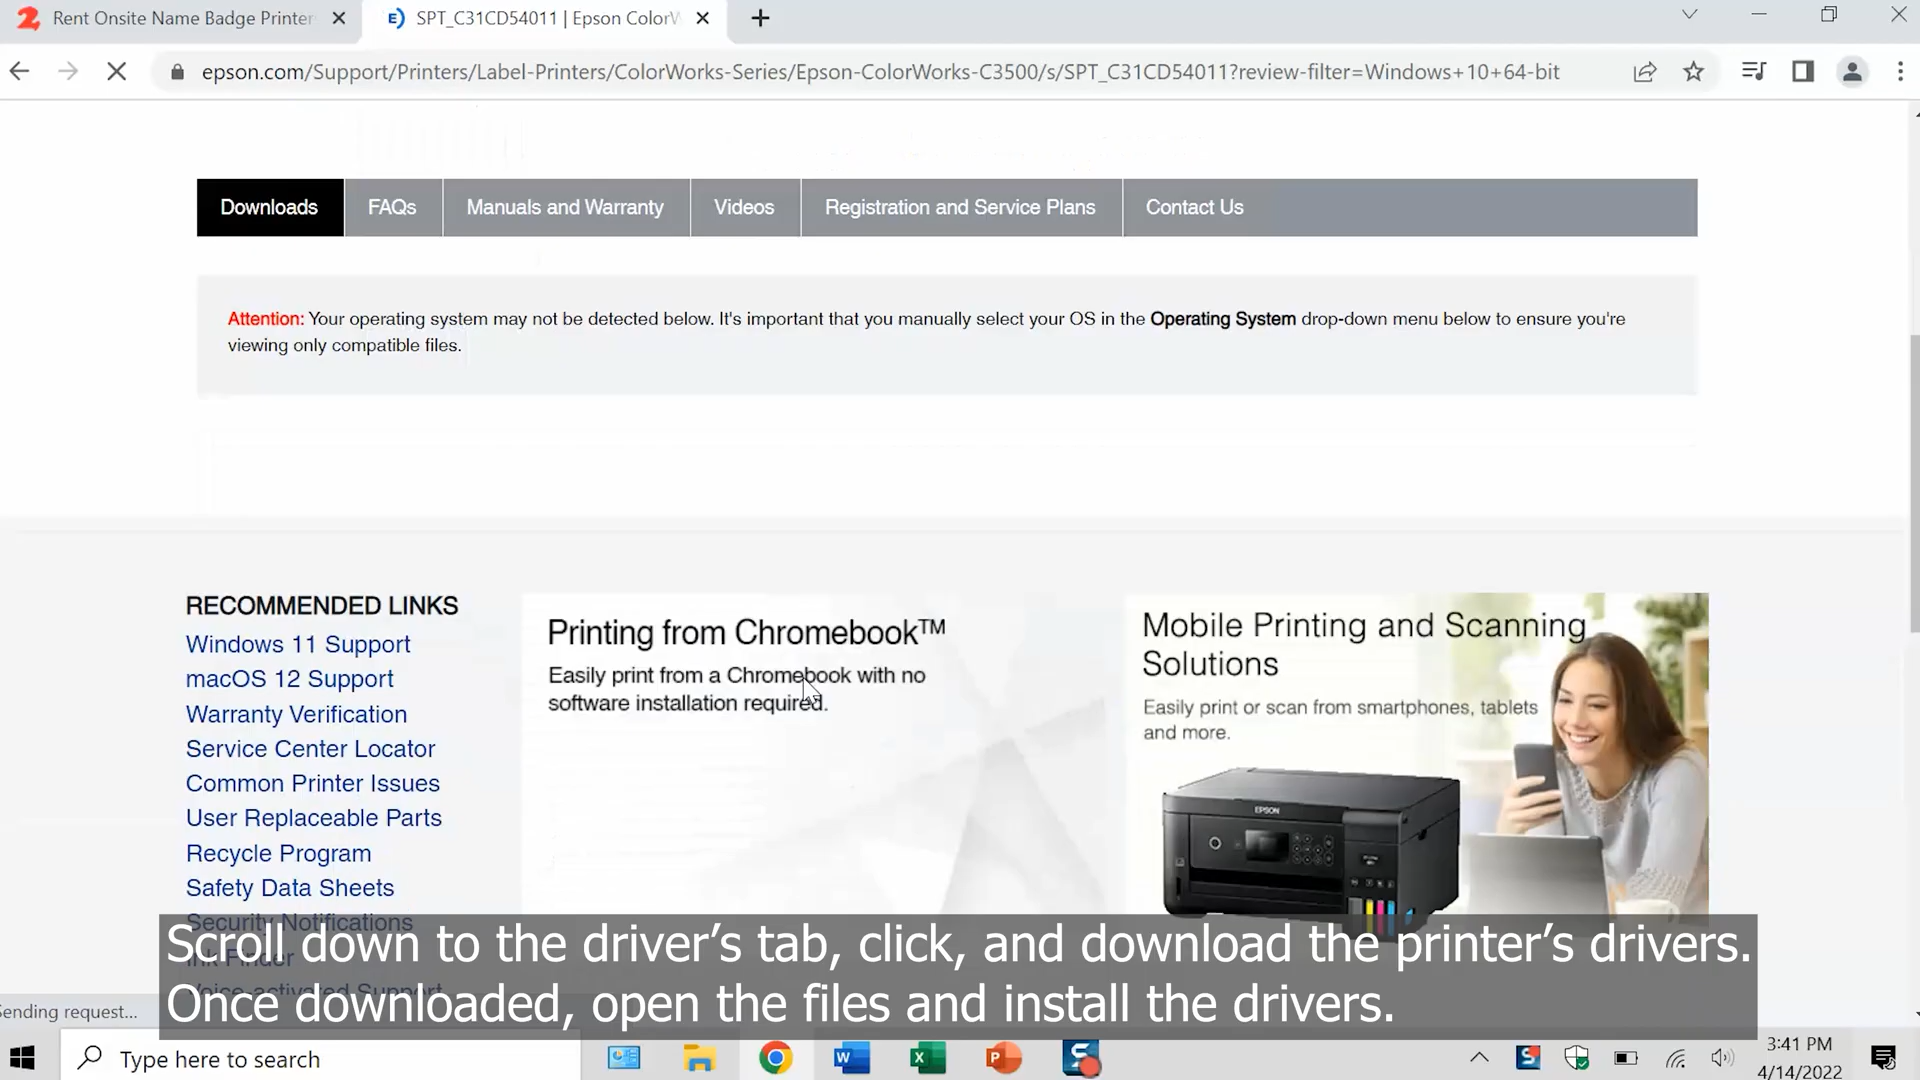 Rent Onsite Name Badge Printer
SPT_C31CD54011 | Epson ColorW
epson.com/Support/Printers/Label-Printers/ColorWorks-Series/Epson-ColorWorks-C3500/s/SPT_C31CD54011?review-filter=Windows+10+64-bit
Downloads
FAQs
Manuals and Warranty
Videos
Registration and Service Plans
Contact Us
Attention: Your operating system may not be detected below. It's important that you manually select your OS in the Operating System drop-down menu below to ensure you're
viewing only compatible files.
RECOMMENDED LINKS
Windows 11 Support
macOS 12 Support
Warranty Verification
Service Center Locator
Common Printer Issues
User Replaceable Parts
Recycle Program
Safety Data Sheets
Security Notifications
Ink Finder
Voice-activated Support
Printing from Chromebook™
Easily print from a Chromebook with no
software installation required.
Mobile Printing and Scanning
Solutions
Easily print or scan from smartphones, tablets
and more.
EPSON
Scroll down to the driver’s tab, click, and download the printer’s drivers.
Once downloaded, open the files and install the drivers.
Sending request...
Type here to search
3:41 PM
4/14/2022